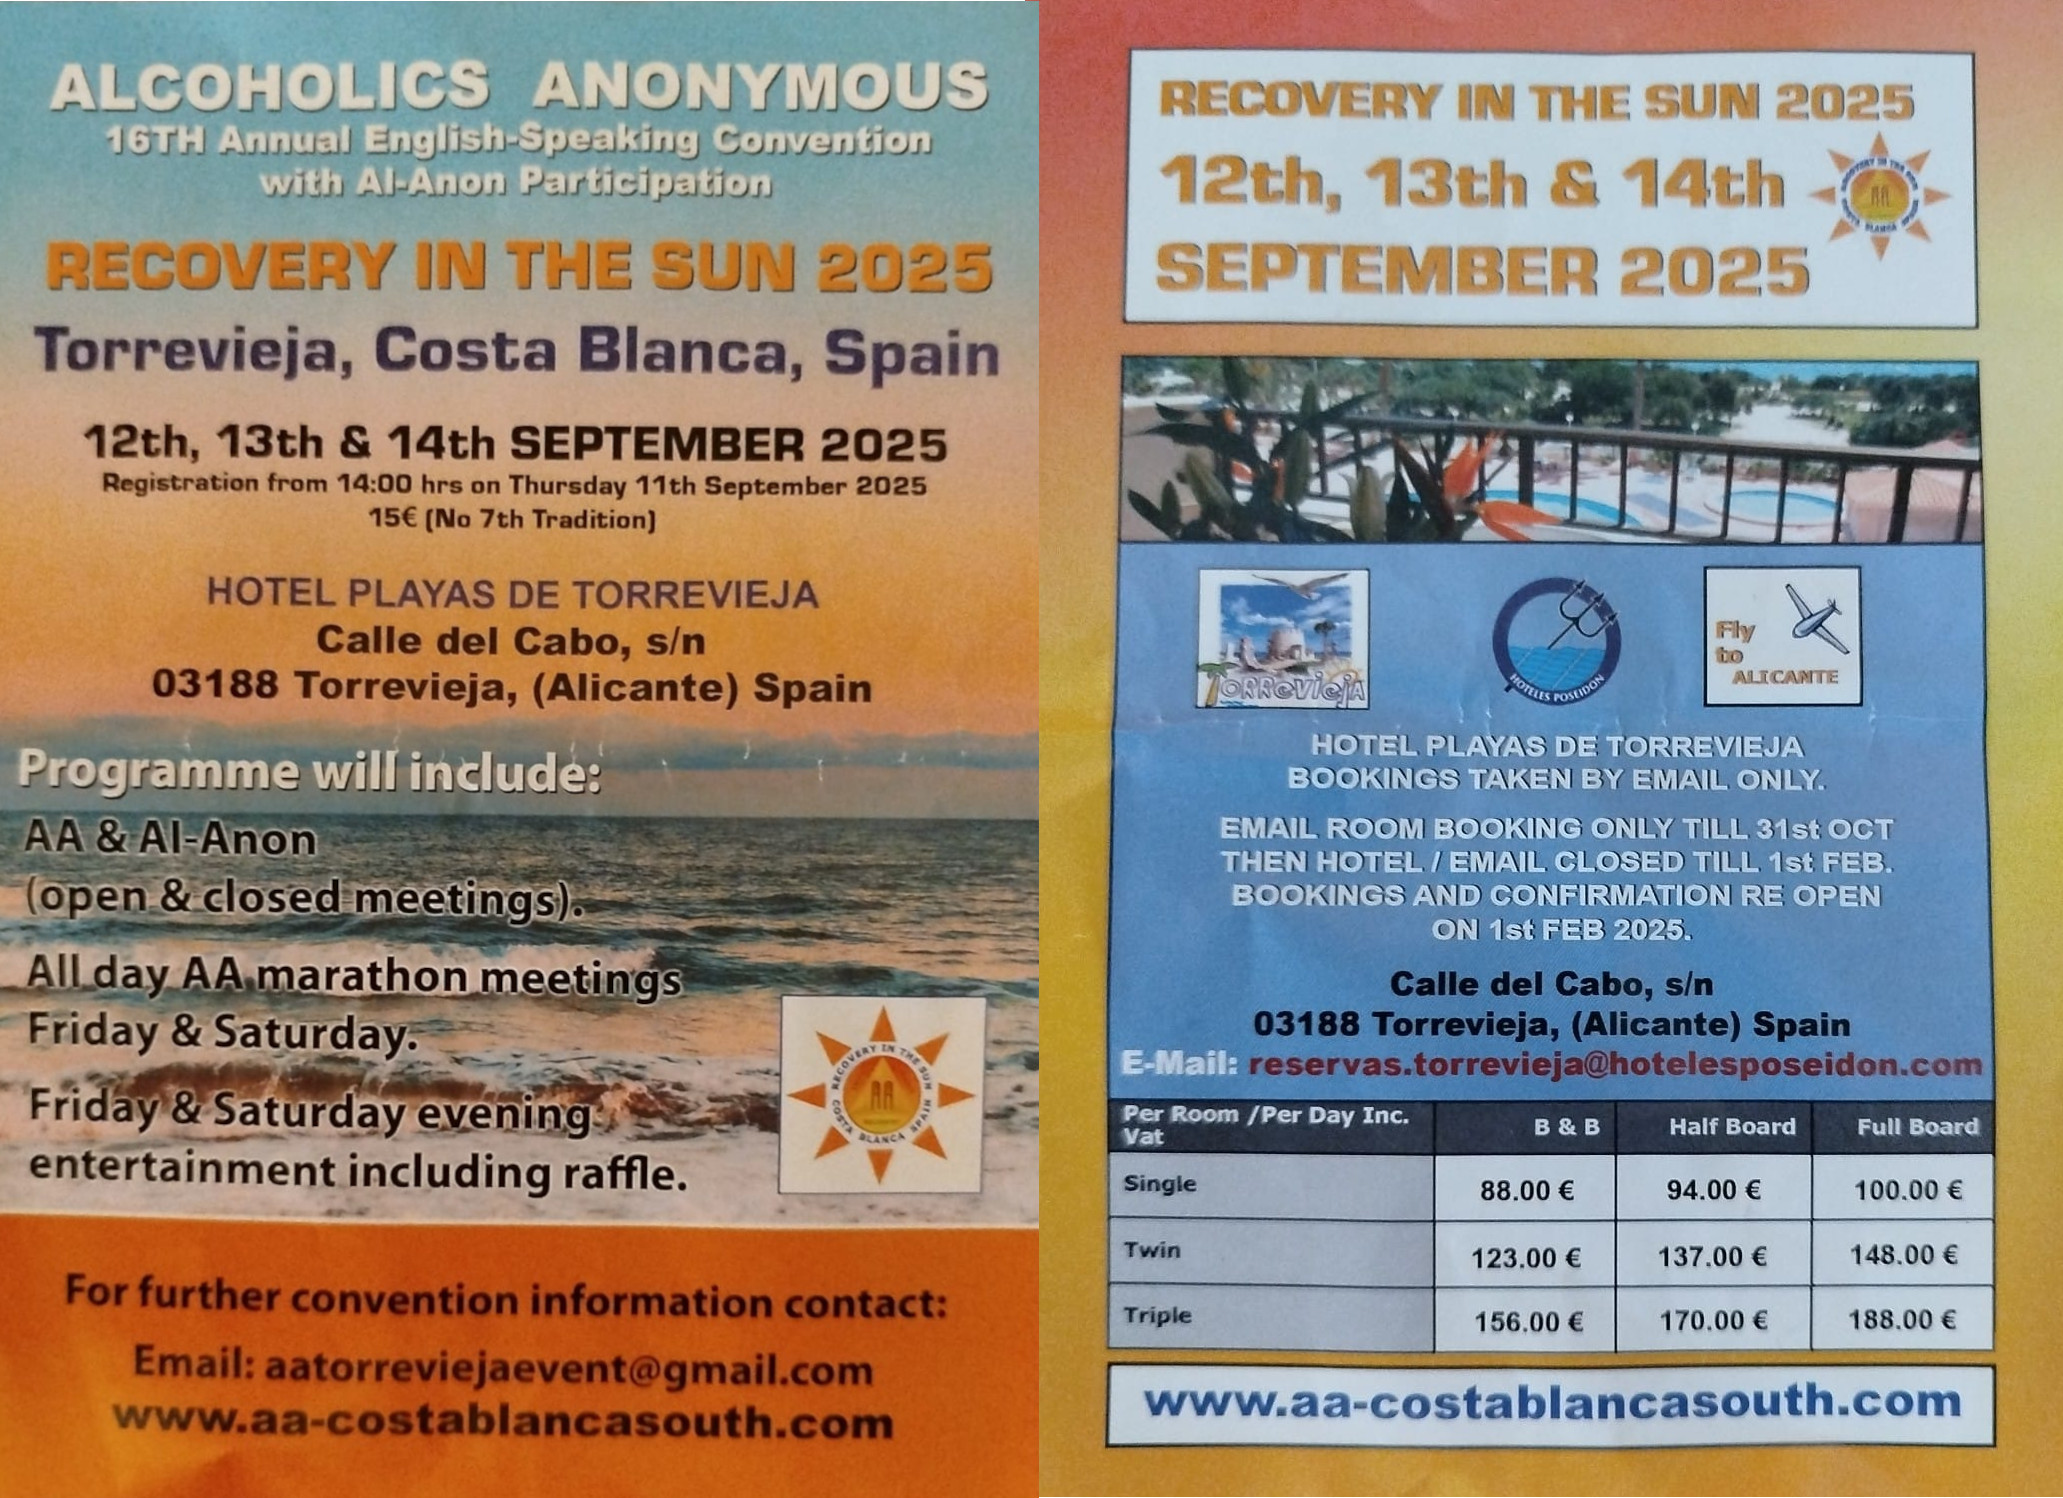 ALCOHOLICS ANONYMOUS
16TH Annual English-Speaking Convention
with Al-Anon Participation
RECOVERY IN THE SUN 2025
Torrevieja, Costa Blanca, Spain
12th, 13th & 14th SEPTEMBER 2025
Registration from 14:00 hrs on Thursday 11th September 2025
15€ (No 7th Tradition)
HOTEL PLAYAS DE TORREVIEJA
Calle del Cabo, s/n
03188 Torrevieja, (Alicante) Spain
Programme will include:
AA & Al-Anon
(open & closed meetings).
All day AA marathon meetings
Friday & Saturday.
Friday & Saturday evening
entertainment including raffle.
RECOVERY IN THE SUN
AA
COSTA BLANCA SPAIN
For further convention information contact:
Email: aatorreviejaevent@gmail.com
www.aa-costablancasouth.com
RECOVERY IN THE SUN 2025
12th, 13th & 14th
SEPTEMBER 2025
RECOVERY IN THE SUN
AA
COSTA BLANCA SPAIN
Torrevieja
HOTELES POSEIDON
Fly
to
ALICANTE
HOTEL PLAYAS DE TORREVIEJA
BOOKINGS TAKEN BY EMAIL ONLY.
EMAIL ROOM BOOKING ONLY TILL 31st OCT
THEN HOTEL / EMAIL CLOSED TILL 1st FEB.
BOOKINGS AND CONFIRMATION RE OPEN
ON 1st FEB 2025.
Calle del Cabo, s/n
03188 Torrevieja, (Alicante) Spain
E-Mail: reservas.torrevieja@hotelesposeidon.com
Per Room /Per Day Inc. Vat B & B Half Board Full Board
Single 88.00 € 94.00 € 100.00 €
Twin 123.00 € 137.00 € 148.00 €
Triple 156.00 € 170.00 € 188.00 €
www.aa-costablancasouth.com